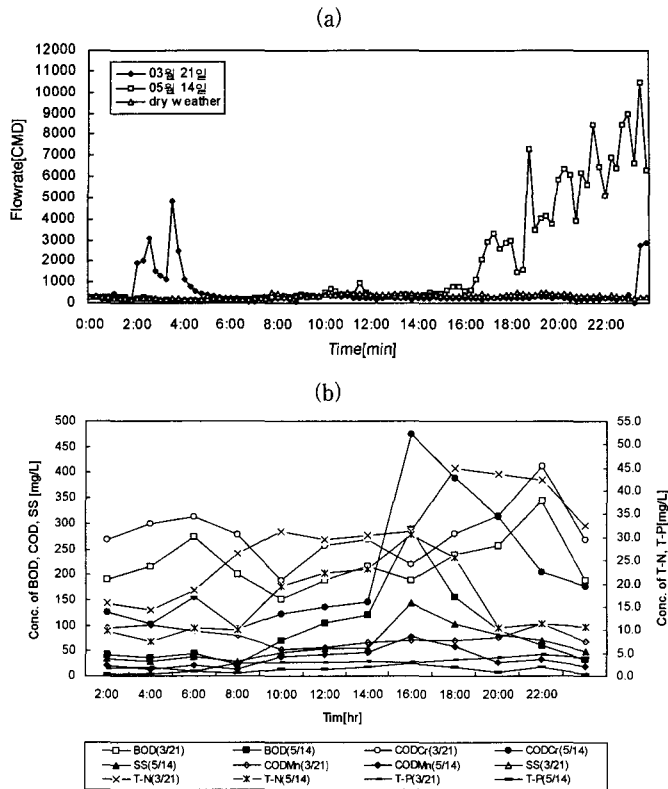 (a)
12000
11000
10000
9000
8000
7000
6000
5000
4000
3000
2000
1000
0
Flowrate[CMD]
03월 21일
05월 14일
dry weather
0:00 2:00 4:00 6:00 8:00 10:00 12:00 14:00 16:00 18:00 20:00 22:00
Time[min]
(b)
500
450
400
350
300
250
200
150
100
50
0
Conc. of BOD, COD, SS [mg/L]
55.0
50.0
45.0
40.0
35.0
30.0
25.0
20.0
15.0
10.0
5.0
0.0
Conc. of T-N, T-P[mg/L]
2:00 4:00 6:00 8:00 10:00 12:00 14:00 16:00 18:00 20:00 22:00
Tim[hr]
BOD(3/21) BOD(5/14) CODCr(3/21) CODCr(5/14)
SS(5/14) CODMn(3/21) CODMn(5/14) SS(3/21)
T-N(3/21) T-N(5/14) T-P(3/21) T-P(5/14)